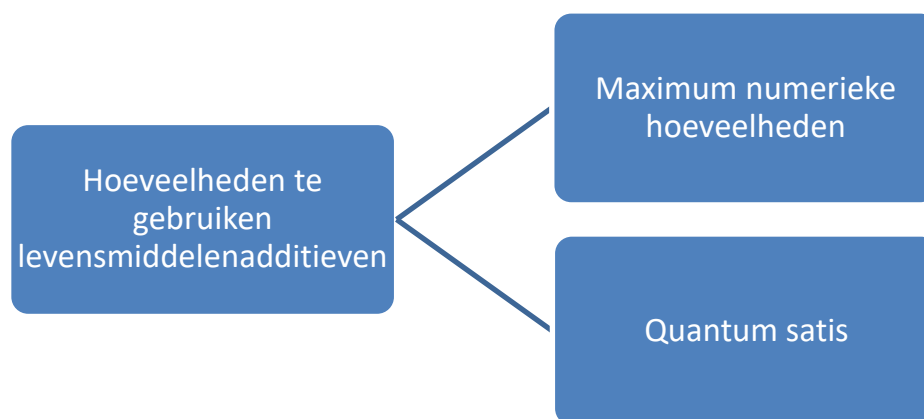 Hoeveelheden te
gebruiken
levensmiddelenadditieven
Maximum numerieke
hoeveelheden
Quantum satis